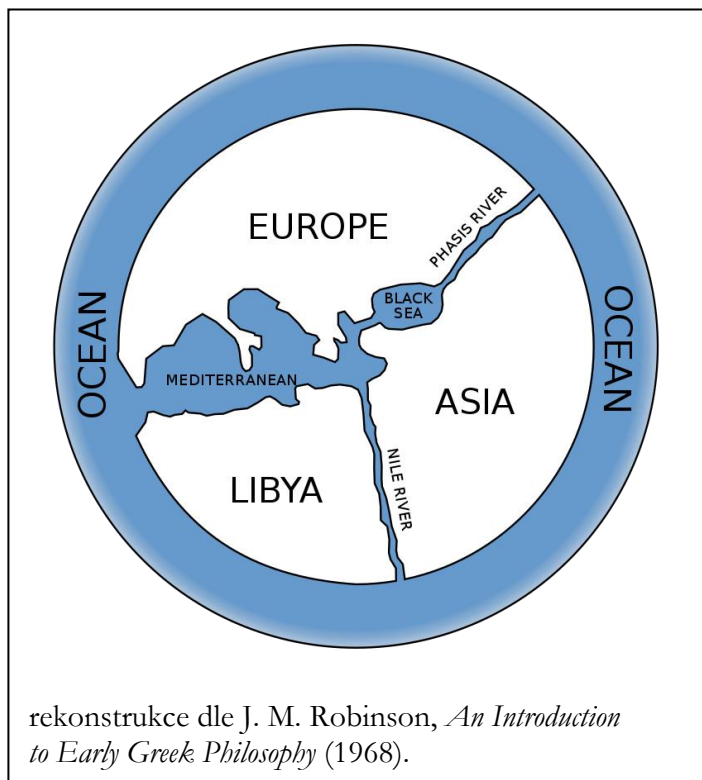 EUROPE
PHASIS RIVER
BLACK
SEA
OCEAN
OCEAN
MEDITERRANEAN
ASIA
LIBYA
NILE RIVER
rekonstrukce dle J. M. Robinson, An Introduction
to Early Greek Philosophy (1968).